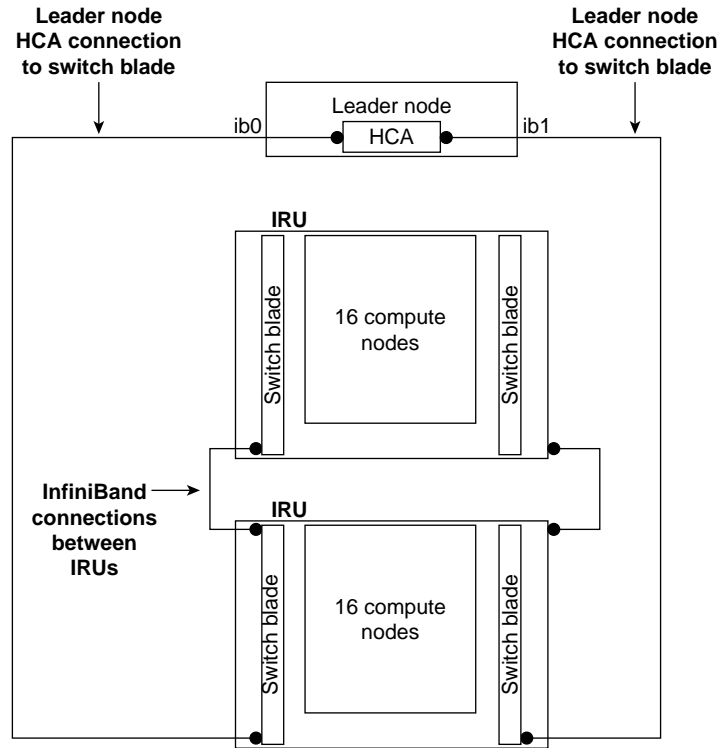 Leader node
HCA connection
to switch blade
Leader node
HCA connection
to switch blade
Leader node
ib0
HCA
ib1
IRU
Switch blade
16 compute
nodes
Switch blade
InfiniBand
connections
between
IRUs
IRU
Switch blade
16 compute
nodes
Switch blade